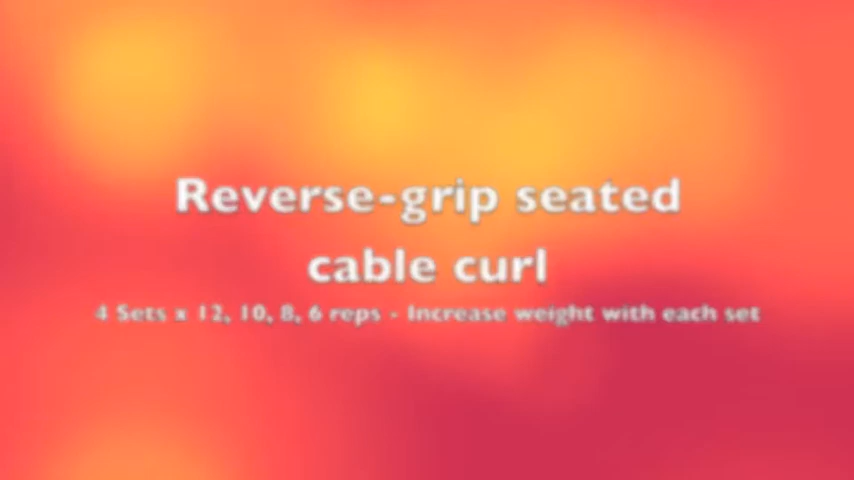 Reverse-grip seated
cable curl
4 Sets x 12, 10, 8, 6 reps - Increase weight with each set